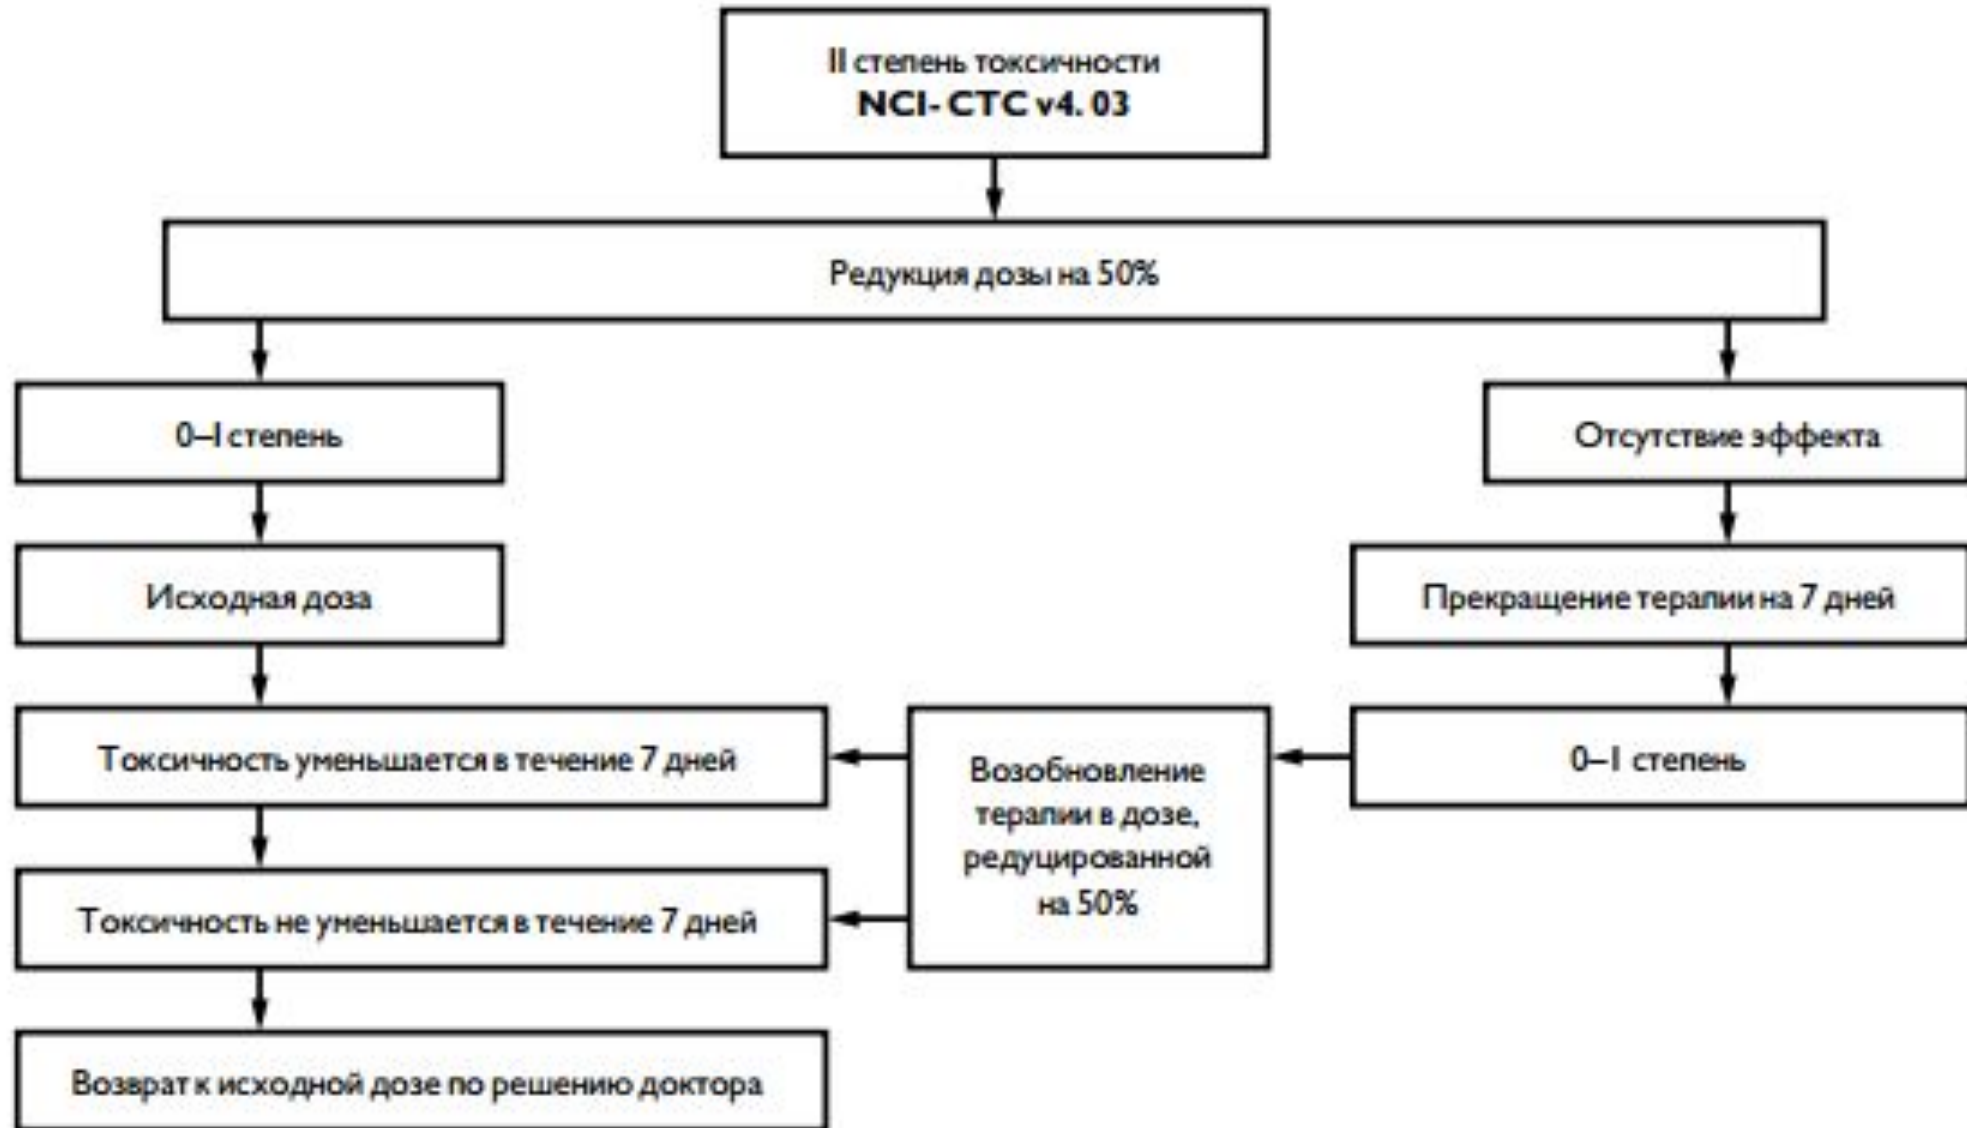 II степень токсичности
NCI- CTC v4. 03
Редукция дозы на 50%
0–I степень
Отсутствие эффекта
Исходная доза
Прекращение терапии на 7 дней
Токсичность уменьшается в течение 7 дней
Возобновление
терапии в дозе,
редуцированной
на 50%
0–I степень
Токсичность не уменьшается в течение 7 дней
Возврат к исходной дозе по решению доктора